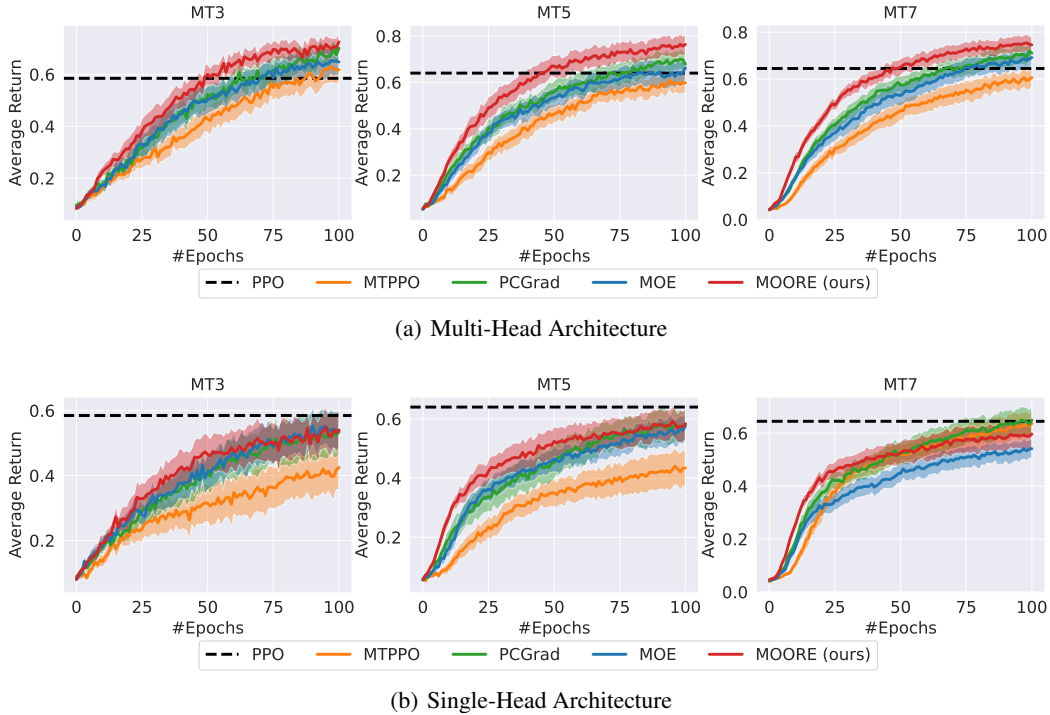 MT3 MT5 MT7
Average Return Average Return Average Return
0.6
0.4
0.2
0.8
0.6
0.4
0.2
0.8
0.6
0.4
0.2
0.0
0 25 50 75 100 0 25 50 75 100 0 25 50 75 100
#Epochs #Epochs #Epochs
PPO MTPPO PCGrad MOE MOORE (ours)
(a) Multi-Head Architecture
MT3 MT5 MT7
Average Return Average Return Average Return
0.6
0.4
0.2
0.6
0.4
0.2
0.6
0.4
0.2
0.0
0 25 50 75 100 0 25 50 75 100 0 25 50 75 100
#Epochs #Epochs #Epochs
PPO MTPPO PCGrad MOE MOORE (ours)
(b) Single-Head Architecture